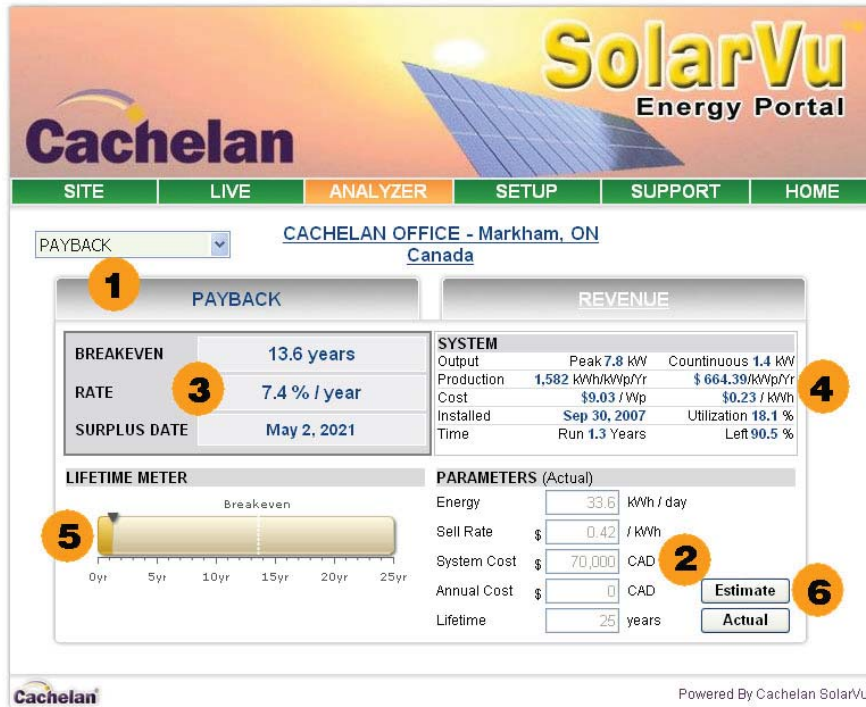 SolarVu
Energy Portal
Cachelan
SITE LIVE ANALYZER SETUP SUPPORT HOME
PAYBACK
CACHELAN OFFICE - Markham, ON
Canada
1
PAYBACK REVENUE
BREAKEVEN 13.6 years
RATE 3 7.4 % / year
SURPLUS DATE May 2, 2021
SYSTEM
Output Peak 7.8 kW Countinuous 1.4 kW
Production 1,582 kWh/kWp/Yr $ 664.39/kWp/Yr
4
Cost $9.03 / Wp $0.23 / kWh
Installed Sep 30, 2007 Utilization 18.1 %
Time Run 1.3 Years Left 90.5 %
LIFETIME METER
Breakeven
5
0yr 5yr 10yr 15yr 20yr 25yr
PARAMETERS (Actual)
Energy 33.6 kWh / day
Sell Rate $ 0.42 / kWh
System Cost $ 70,000 CAD 2
Annual Cost $ 0 CAD Estimate 6
Lifetime 25 years Actual
Cachelan Powered By Cachelan SolarVu